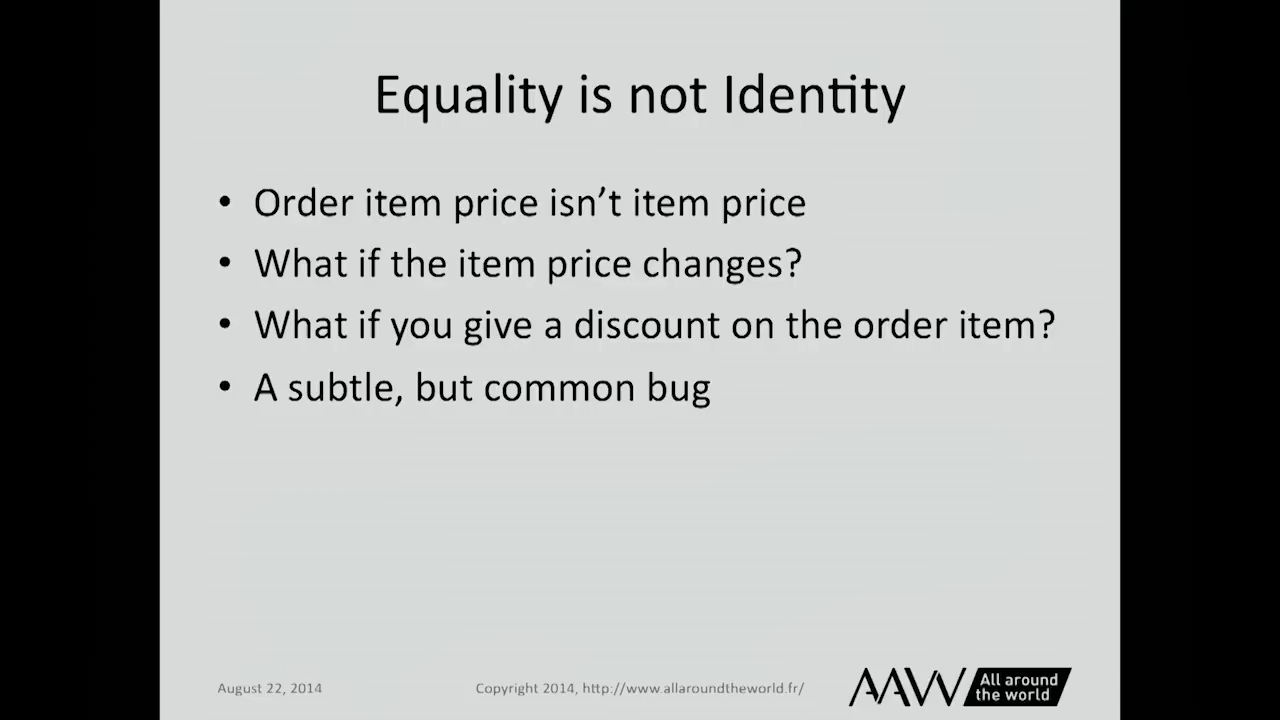 Equality is not Identity
• Order item price isn’t item price
• What if the item price changes?
• What if you give a discount on the order item?
• A subtle, but common bug
August 22, 2014
Copyright 2014, http://www.allaroundtheworld.fr/
AAW All around
the world